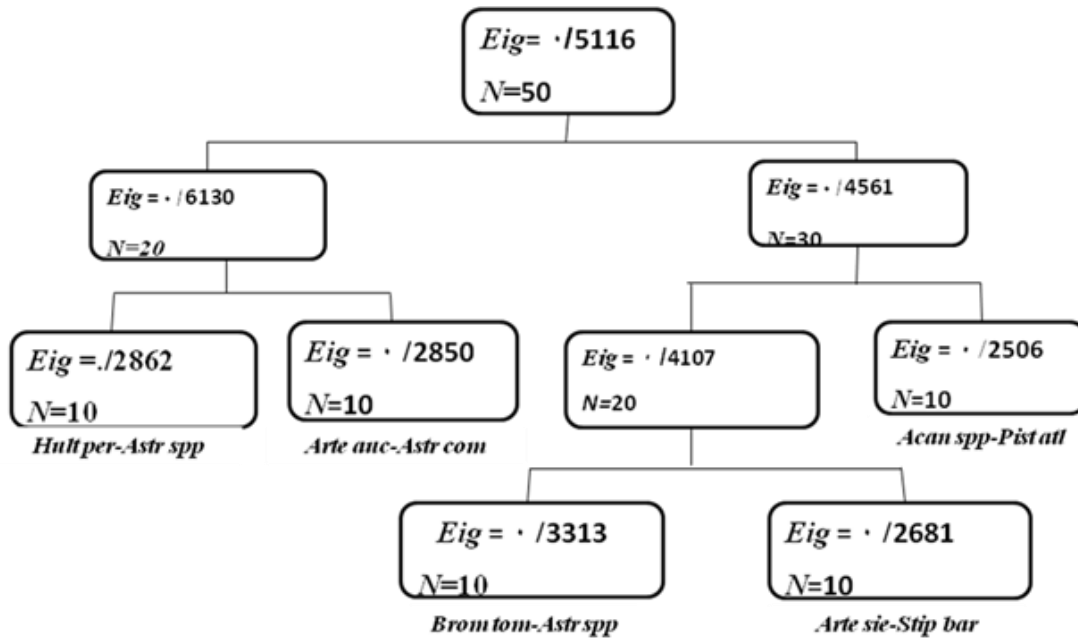 Eig= ·/5116
N=50
Eig = · /6130
N=20
Eig = · /4561
N=30
Eig =./2862
N=10
Hult per-Astr spp
Eig = · /2850
N=10
Arte auc-Astr com
Eig = · /4107
N=20
Eig = · /2506
N=10
Acan spp-Pist atl
Eig = · /3313
N=10
Brom tom-Astr spp
Eig = · /2681
N=10
Arte sie-Stip bar